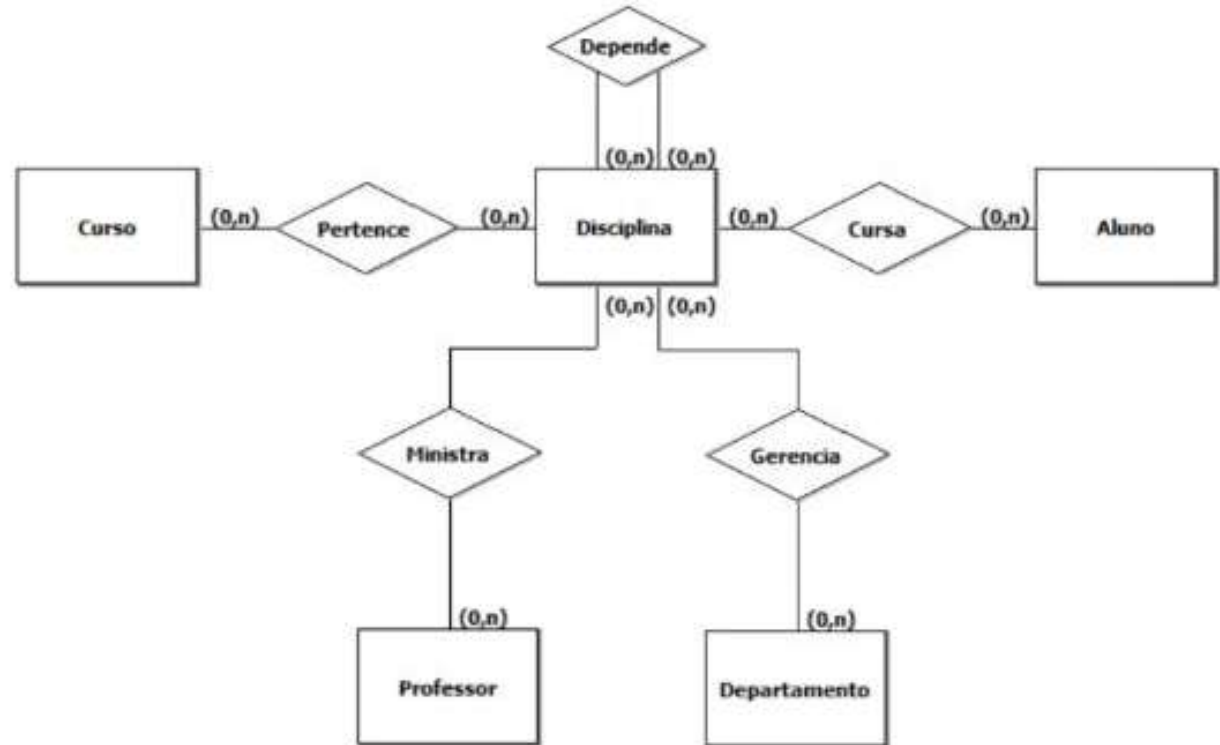 Depende
(0,n) (0,n)
Curso
(0,n)
Pertence
(0,n)
Disciplina
(0,n)
Cursa
(0,n)
Aluno
(0,n) (0,n)
Ministra
Gerencia
(0,n)
(0,n)
Professor
Departamento